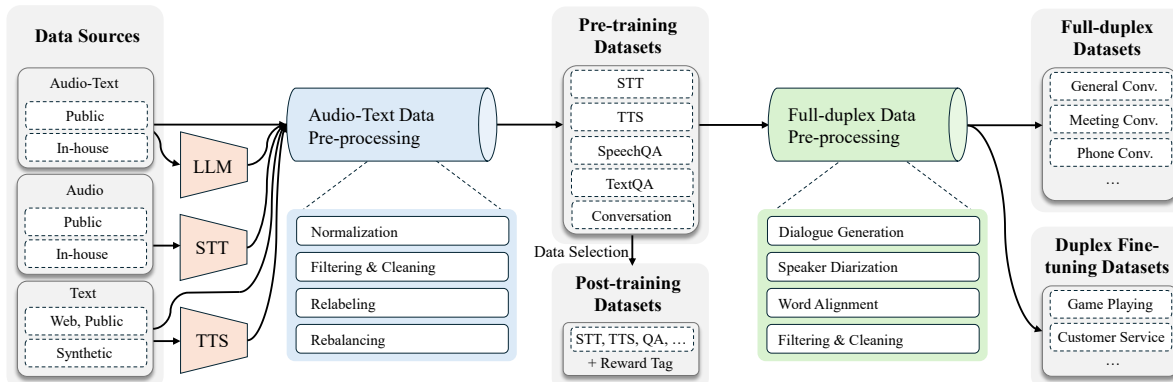 Data Sources
Audio-Text
Public
In-house
Audio
Public
In-house
Text
Web, Public
Synthetic
LLM
STT
TTS
Audio-Text Data
Pre-processing
Normalization
Filtering & Cleaning
Relabeling
Rebalancing
Pre-training
Datasets
STT
TTS
SpeechQA
TextQA
Conversation
Data Selection
Post-training
Datasets
STT, TTS, QA, …
+ Reward Tag
Full-duplex Data
Pre-processing
Dialogue Generation
Speaker Diarization
Word Alignment
Filtering & Cleaning
Full-duplex
Datasets
General Conv.
Meeting Conv.
Phone Conv.
…
Duplex Fine-
tuning Datasets
Game Playing
Customer Service
…